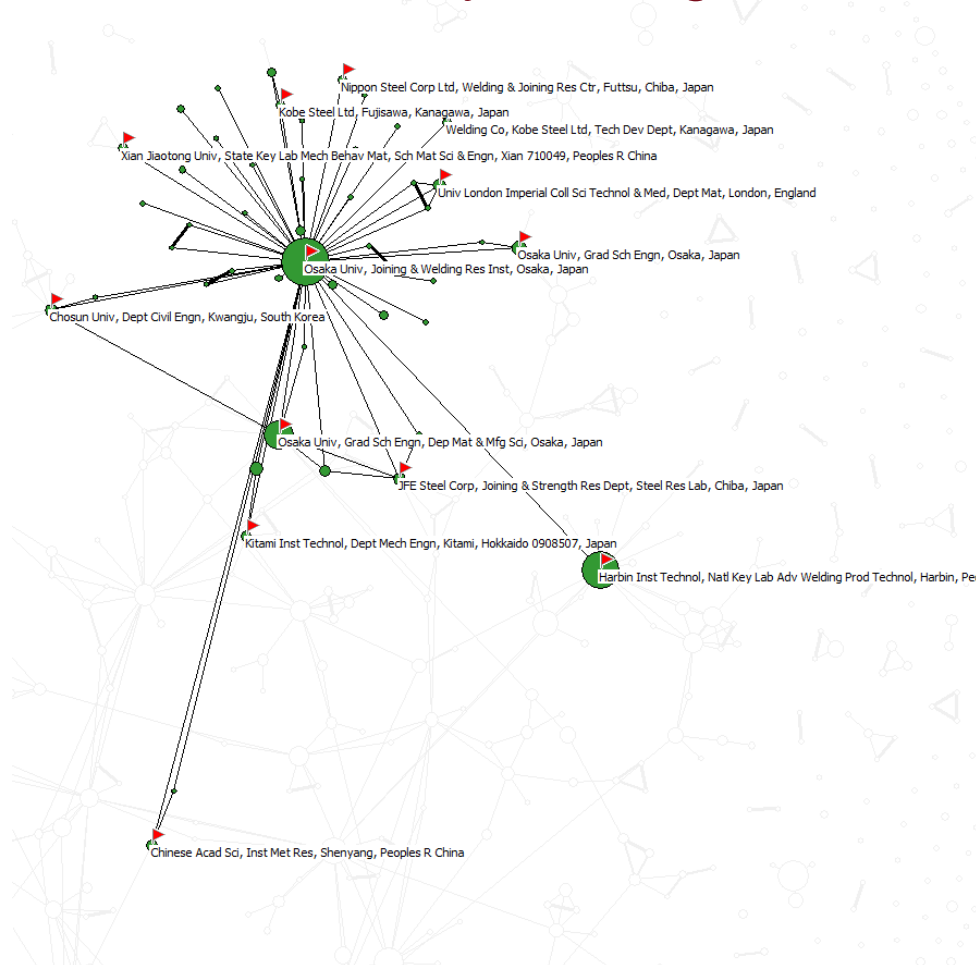 Nippon Steel Corp Ltd, Welding & Joining Res Ctr, Futtsu, Chiba, Japan
Kobe Steel Ltd, Fujisawa, Kanagawa, Japan
Welding Co, Kobe Steel Ltd, Tech Dev Dept, Kanagawa, Japan
Xian Jiaotong Univ, State Key Lab Mech Behav Mat, Sch Mat Sci & Engn, Xian 710049, Peoples R China
Univ London Imperial Coll Sci Technol & Med, Dept Mat, London, England
Osaka Univ, Grad Sch Engn, Osaka, Japan
Osaka Univ, Joining & Welding Res Inst, Osaka, Japan
Chosun Univ, Dept Civil Engn, Kwangju, South Korea
Osaka Univ, Grad Sch Engn, Dep Mat & Mfg Sci, Osaka, Japan
JFE Steel Corp, Joining & Strength Res Dept, Steel Res Lab, Chiba, Japan
Kitami Inst Technol, Dept Mech Engn, Kitami, Hokkaido 0908507, Japan
Harbin Inst Technol, Natl Key Lab Adv Welding Prod Technol, Harbin, Pe
Chinese Acad Sci, Inst Met Res, Shenyang, Peoples R China